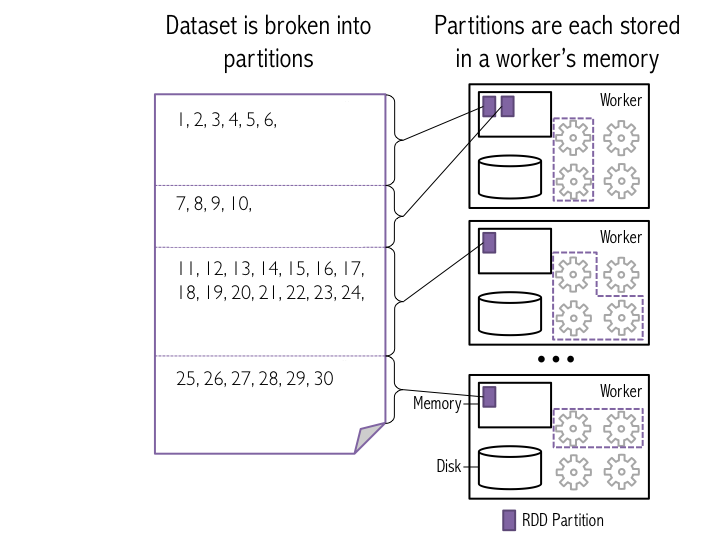 Dataset is broken into
partitions
Partitions are each stored
in a worker's memory
1, 2, 3, 4, 5, 6,
7, 8, 9, 10,
11, 12, 13, 14, 15, 16, 17,
18, 19, 20, 21, 22, 23, 24,
25, 26, 27, 28, 29, 30
Worker
Worker
•••
Worker
Memory
Disk
RDD Partition